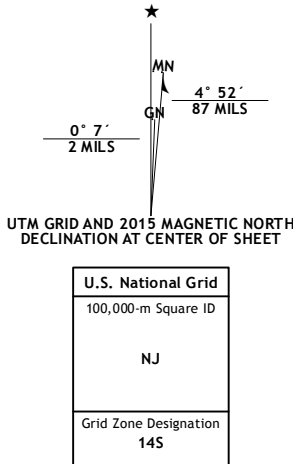 ★
MN
4° 52´
87 MILS
GN
0° 7´
2 MILS
UTM GRID AND 2015 MAGNETIC NORTH
DECLINATION AT CENTER OF SHEET
U.S. National Grid
100,000-m Square ID
NJ
Grid Zone Designation
14S